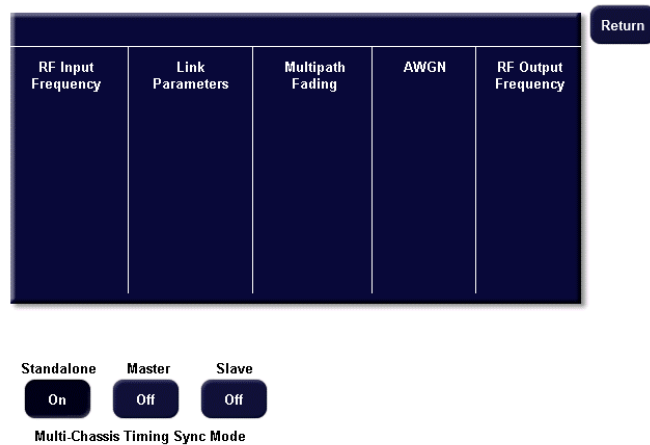 Return
RF Input
Frequency
Link
Parameters
Multipath
Fading
AWGN
RF Output
Frequency
Standalone
Master
Slave
On
Off
Off
Multi-Chassis Timing Sync Mode